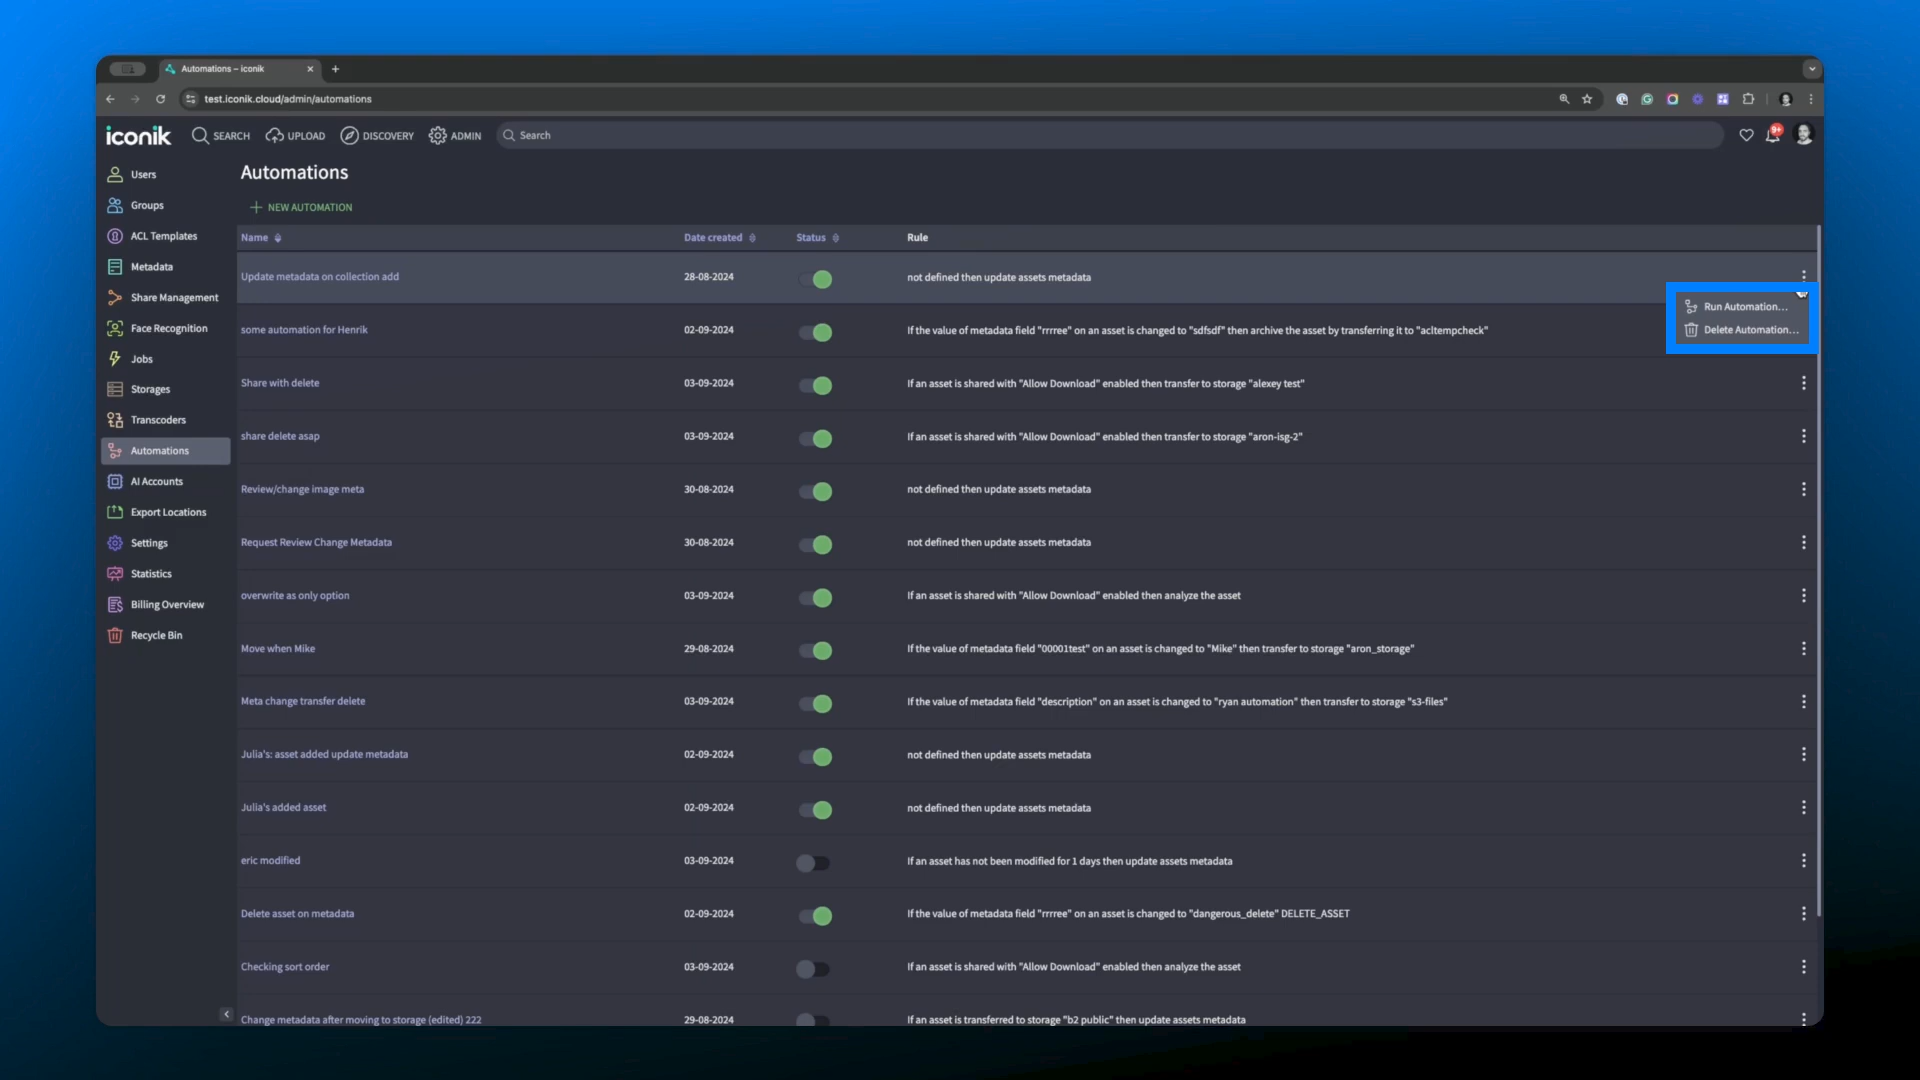 Automations – iconik
test.iconik.cloud/admin/automations
iconik
SEARCH
UPLOAD
DISCOVERY
ADMIN
Search
9+
Users
Groups
ACL Templates
Metadata
Share Management
Face Recognition
Jobs
Storages
Transcoders
Automations
AI Accounts
Export Locations
Settings
Statistics
Billing Overview
Recycle Bin
Automations
NEW AUTOMATION
Name Date created Status Rule
Update metadata on collection add 28-08-2024 not defined then update assets metadata
Run Automation...
Delete Automation...
some automation for Henrik 02-09-2024 If the value of metadata field "rrrree" on an asset is changed to "sdfsdf" then archive the asset by transferring it to "acltempcheck"
Share with delete 03-09-2024 If an asset is shared with "Allow Download" enabled then transfer to storage "alexey test"
share delete asap 03-09-2024 If an asset is shared with "Allow Download" enabled then transfer to storage "aron-isg-2"
Review/change image meta 30-08-2024 not defined then update assets metadata
Request Review Change Metadata 30-08-2024 not defined then update assets metadata
overwrite as only option 03-09-2024 If an asset is shared with "Allow Download" enabled then analyze the asset
Move when Mike 29-08-2024 If the value of metadata field "00001test" on an asset is changed to "Mike" then transfer to storage "aron_storage"
Meta change transfer delete 03-09-2024 If the value of metadata field "description" on an asset is changed to "ryan automation" then transfer to storage "s3-files"
Julia's: asset added update metadata 02-09-2024 not defined then update assets metadata
Julia's added asset 02-09-2024 not defined then update assets metadata
eric modified 03-09-2024 If an asset has not been modified for 1 days then update assets metadata
Delete asset on metadata 02-09-2024 If the value of metadata field "rrrree" on an asset is changed to "dangerous_delete" DELETE_ASSET
Checking sort order 03-09-2024 If an asset is shared with "Allow Download" enabled then analyze the asset
Change metadata after moving to storage (edited) 222 29-08-2024 If an asset is transferred to storage "b2 public" then update assets metadata